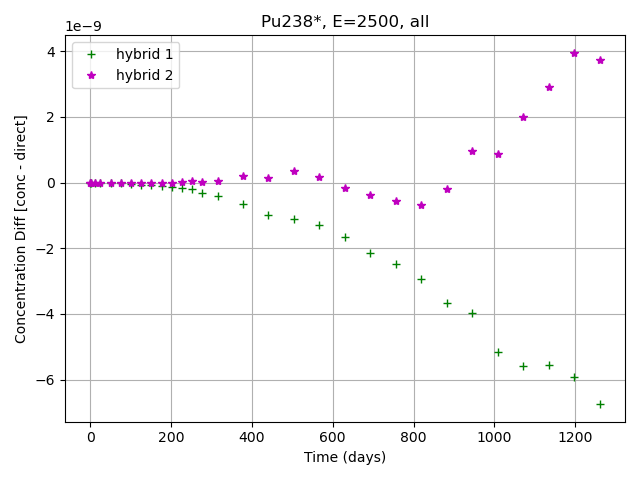 Pu238*, E=2500, all
1e−9
hybrid 1
hybrid 2
4
2
0
−2
−4
−6
Concentration Diff [conc - direct]
0 200 400 600 800 1000 1200
Time (days)